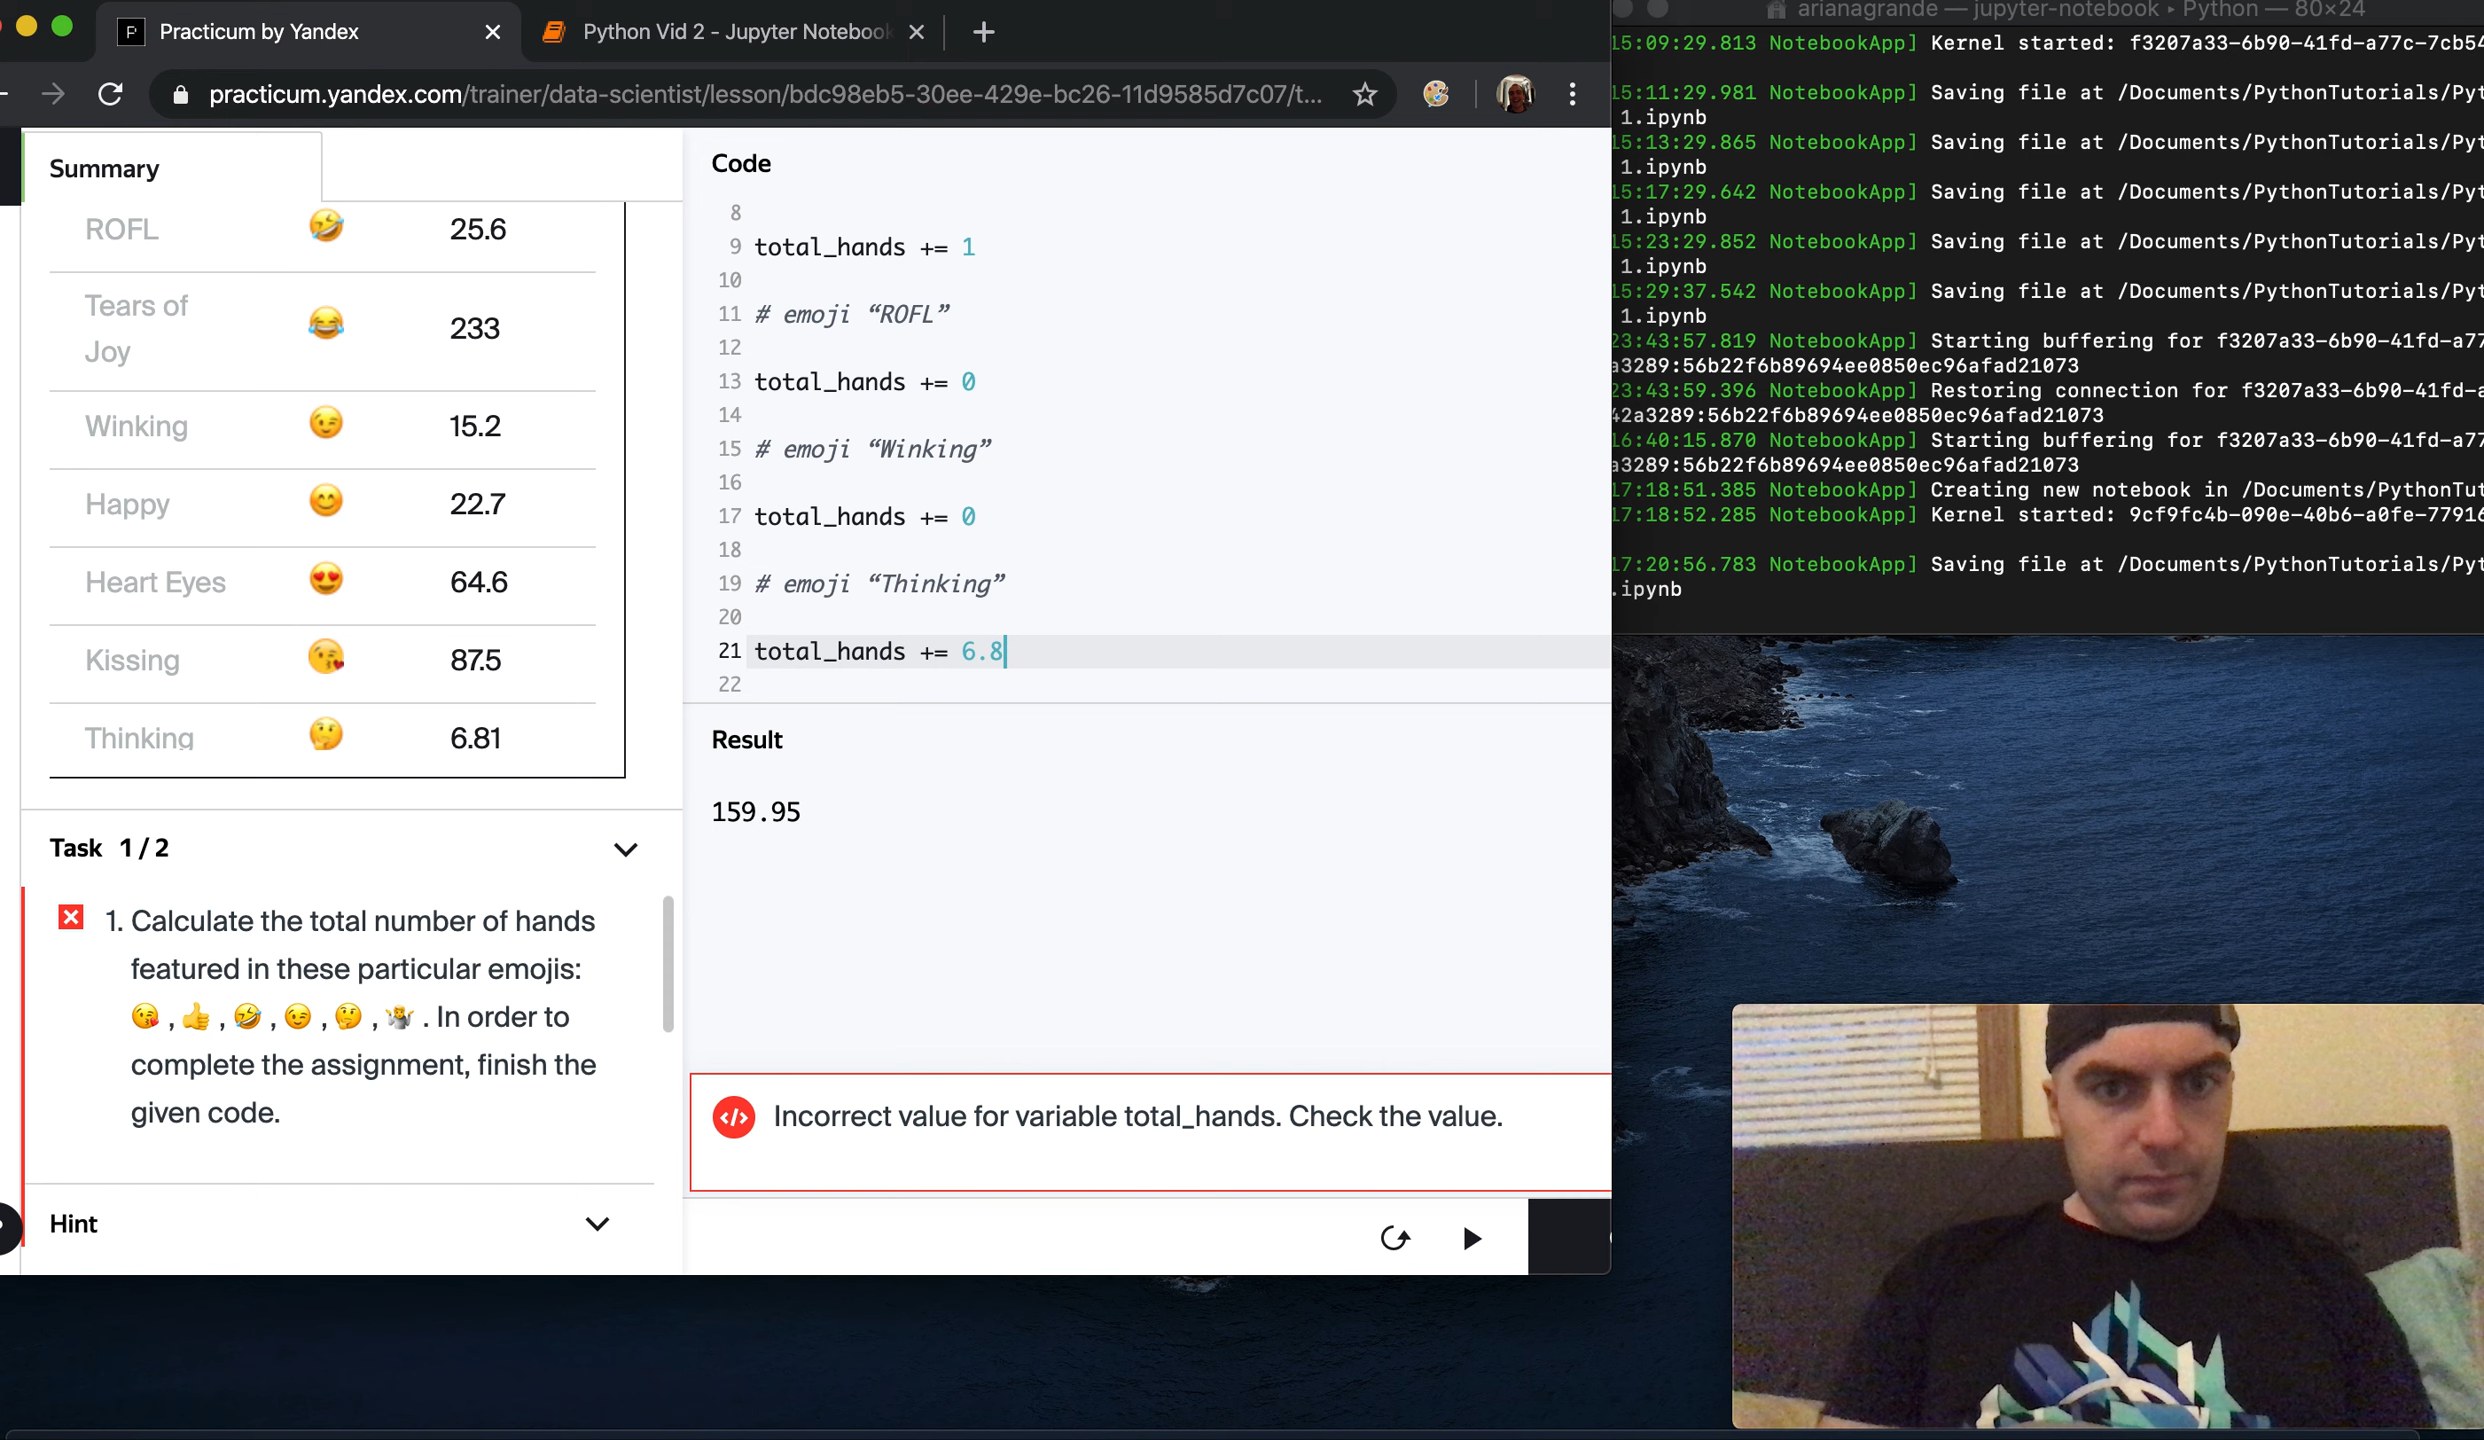 Practicum by Yandex
Python Vid 2 - Jupyter Notebook
practicum.yandex.com/trainer/data-scientist/lesson/bdc98eb5-30ee-429e-bc26-11d9585d7c07/t...
Summary
ROFL 🤣 25.6
Tears of
Joy 😂 233
Winking 😉 15.2
Happy 😊 22.7
Heart Eyes 😍 64.6
Kissing 😘 87.5
Thinking 🤔 6.81
Task 1 / 2
1. Calculate the total number of hands
featured in these particular emojis:
😘 , 👍 , 🤣 , 😉 , 🤔 , 🤷 . In order to
complete the assignment, finish the
given code.
Hint
Code
8
9 total_hands += 1
10
11 # emoji “ROFL”
12
13 total_hands += 0
14
15 # emoji “Winking”
16
17 total_hands += 0
18
19 # emoji “Thinking”
20
21 total_hands += 6.8
22
Result
159.95
Incorrect value for variable total_hands. Check the value.
arianagrande — jupyter-notebook ▸ Python — 80×24
15:09:29.813 NotebookApp] Kernel started: f3207a33-6b90-41fd-a77c-7cb54
15:11:29.981 NotebookApp] Saving file at /Documents/PythonTutorials/Pyt
1.ipynb
15:13:29.865 NotebookApp] Saving file at /Documents/PythonTutorials/Pyt
1.ipynb
15:17:29.642 NotebookApp] Saving file at /Documents/PythonTutorials/Pyt
1.ipynb
15:23:29.852 NotebookApp] Saving file at /Documents/PythonTutorials/Pyt
1.ipynb
15:29:37.542 NotebookApp] Saving file at /Documents/PythonTutorials/Pyt
1.ipynb
23:43:57.819 NotebookApp] Starting buffering for f3207a33-6b90-41fd-a77
a3289:56b22f6b89694ee0850ec96afad21073
23:43:59.396 NotebookApp] Restoring connection for f3207a33-6b90-41fd-a
42a3289:56b22f6b89694ee0850ec96afad21073
16:40:15.870 NotebookApp] Starting buffering for f3207a33-6b90-41fd-a77
a3289:56b22f6b89694ee0850ec96afad21073
17:18:51.385 NotebookApp] Creating new notebook in /Documents/PythonTut
17:18:52.285 NotebookApp] Kernel started: 9cf9fc4b-090e-40b6-a0fe-77916
17:20:56.783 NotebookApp] Saving file at /Documents/PythonTutorials/Pyt
.ipynb